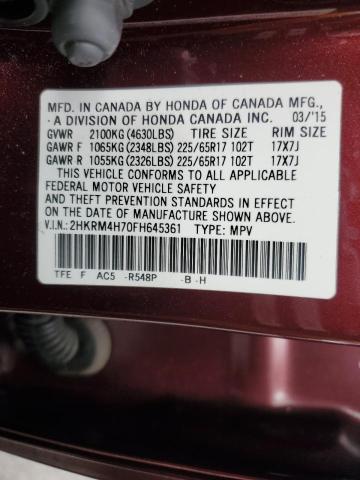 MFD. IN CANADA BY HONDA OF CANADA MFG.,
A DIVISION OF HONDA CANADA INC. 03/'15
GVWR 2100KG (4630LBS) TIRE SIZE RIM SIZE
GAWR F 1065KG (2348LBS) 225/65R17 102T 17X7J
GAWR R 1055KG (2326LBS) 225/65R17 102T 17X7J
THIS VEHICLE CONFORMS TO ALL APPLICABLE
FEDERAL MOTOR VEHICLE SAFETY
AND THEFT PREVENTION STANDARDS IN EFFECT
ON THE DATE OF MANUFACTURE SHOWN ABOVE.
V.I.N.: 2HKRM4H70FH645361 TYPE: MPV
TFE F AC5 -R548P -B -H